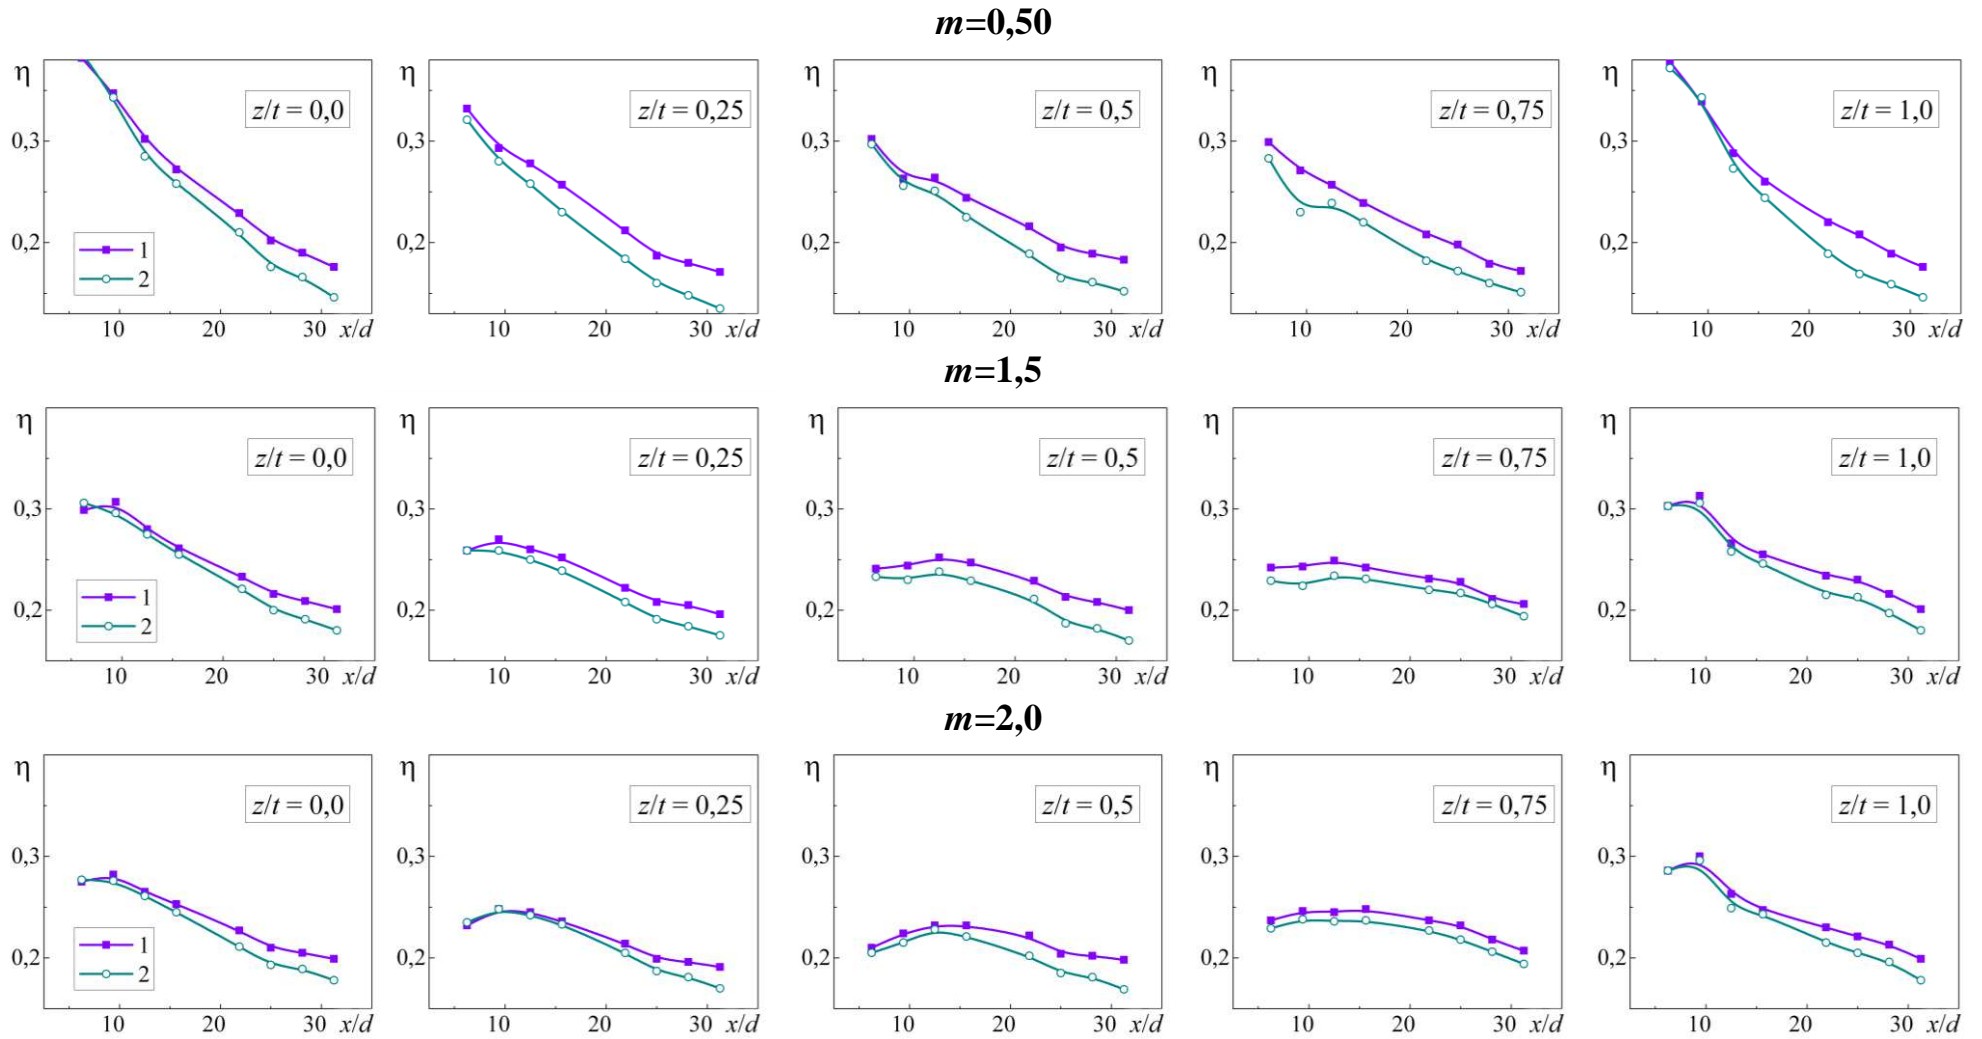 m=0,50
η
0,3
0,2
z/t = 0,0
1
2
10 20 30 x/d
η
0,3
0,2
z/t = 0,25
10 20 30 x/d
η
0,3
0,2
z/t = 0,5
10 20 30 x/d
η
0,3
0,2
z/t = 0,75
10 20 30 x/d
η
0,3
0,2
z/t = 1,0
10 20 30 x/d
m=1,5
η
0,3
0,2
z/t = 0,0
1
2
10 20 30 x/d
η
0,3
0,2
z/t = 0,25
10 20 30 x/d
η
0,3
0,2
z/t = 0,5
10 20 30 x/d
η
0,3
0,2
z/t = 0,75
10 20 30 x/d
η
0,3
0,2
z/t = 1,0
10 20 30 x/d
m=2,0
η
0,3
0,2
z/t = 0,0
1
2
10 20 30 x/d
η
0,3
0,2
z/t = 0,25
10 20 30 x/d
η
0,3
0,2
z/t = 0,5
10 20 30 x/d
η
0,3
0,2
z/t = 0,75
10 20 30 x/d
η
0,3
0,2
z/t = 1,0
10 20 30 x/d